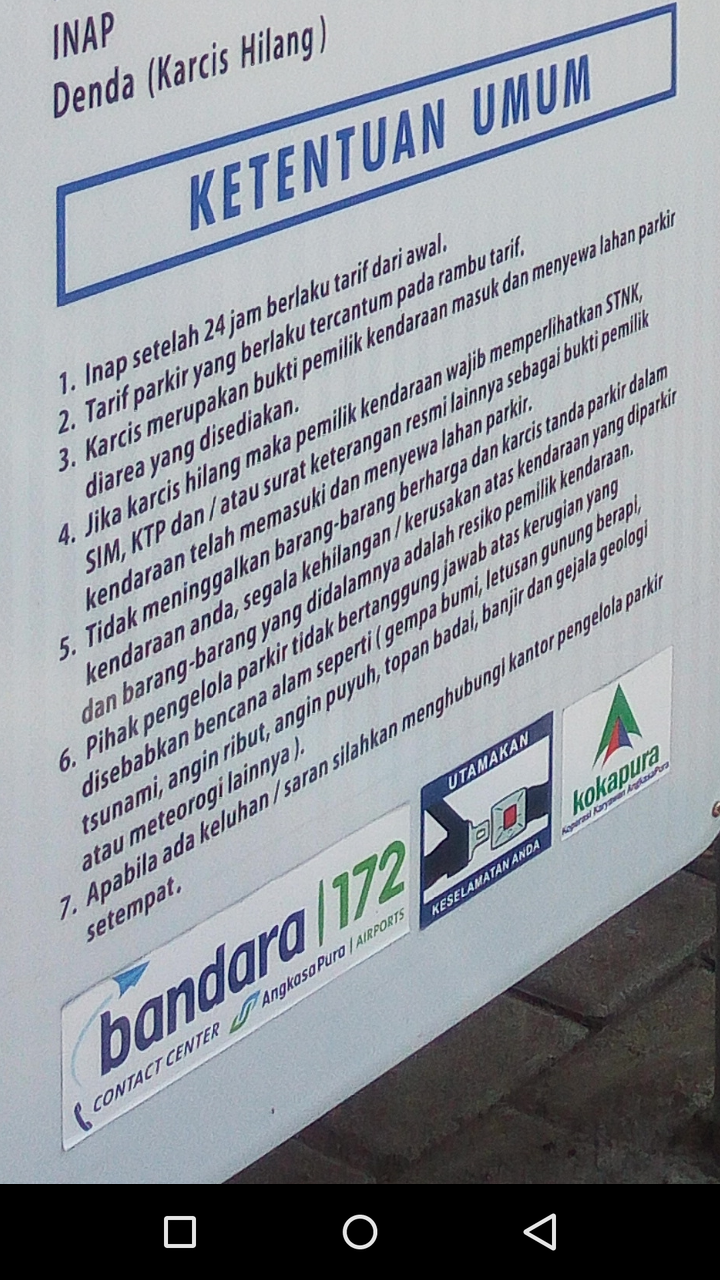 INAP
Denda (Karcis Hilang)
KETENTUAN UMUM
1. Inap setelah 24 jam berlaku tarif dari awal.
2. Tarif parkir yang berlaku tercantum pada rambu tarif.
3. Karcis merupakan bukti pemilik kendaraan masuk dan menyewa lahan parkir
diarea yang disediakan.
4. Jika karcis hilang maka pemilik kendaraan wajib memperlihatkan STNK,
SIM, KTP dan / atau surat keterangan resmi lainnya sebagai bukti pemilik
kendaraan telah memasuki dan menyewa lahan parkir.
5. Tidak meninggalkan barang-barang berharga dan karcis tanda parkir dalam
kendaraan anda, segala kehilangan / kerusakan atas kendaraan yang diparkir
dan barang-barang yang didalamnya adalah resiko pemilik kendaraan.
6. Pihak pengelola parkir tidak bertanggung jawab atas kerugian yang
disebabkan bencana alam seperti ( gempa bumi, letusan gunung berapi,
tsunami, angin ribut, angin puyuh, topan badai, banjir dan gejala geologi
atau meteorogi lainnya ).
7. Apabila ada keluhan / saran silahkan menghubungi kantor pengelola parkir
setempat.
bandara | 172
CONTACT CENTER AngkasaPura | AIRPORTS
UTAMAKAN
KESELAMATAN ANDA
kokapura
Koperasi Karyawan AngkasaPura